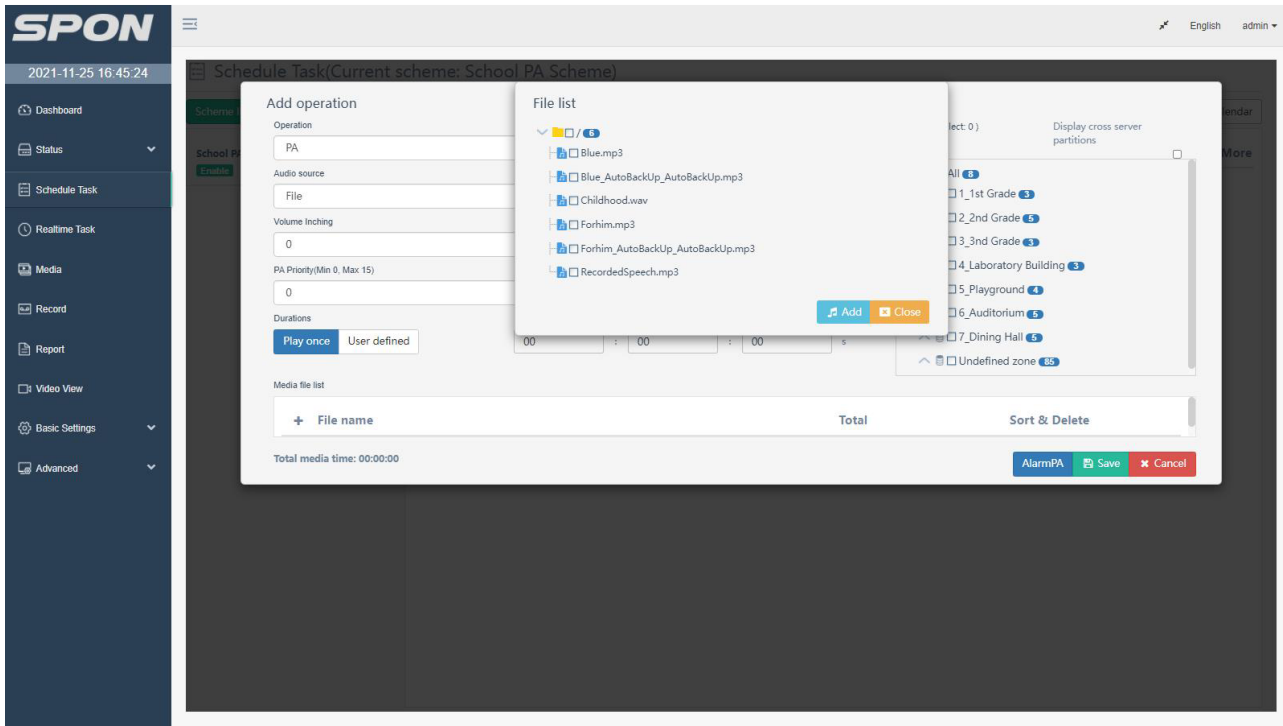 SPON
English admin
2021-11-25 16:45:24
Dashboard
Status
Schedule Task
Realtime Task
Media
Record
Report
Video View
Basic Settings
Advanced
Schedule Task(Current scheme: School PA Scheme)
Scheme
School PA
Enable
lendar
More
Add operation
Operation
PA
Audio source
File
Volume Inching
0
PA Priority(Min 0, Max 15)
0
Durations
Play once User defined
00 : 00 : 00 s
File list
/ 6
Blue.mp3
Blue_AutoBackUp_AutoBackUp.mp3
Childhood.wav
Forhim.mp3
Forhim_AutoBackUp_AutoBackUp.mp3
RecordedSpeech.mp3
Add Close
lect: 0 )
Display cross server
partitions
All 8
1_1st Grade 3
2_2nd Grade 5
3_3nd Grade 3
4_Laboratory Building 3
5_Playground 4
6_Auditorium 5
7_Dining Hall 5
Undefined zone 85
Media file list
+ File name Total Sort & Delete
Total media time: 00:00:00
AlarmPA Save Cancel